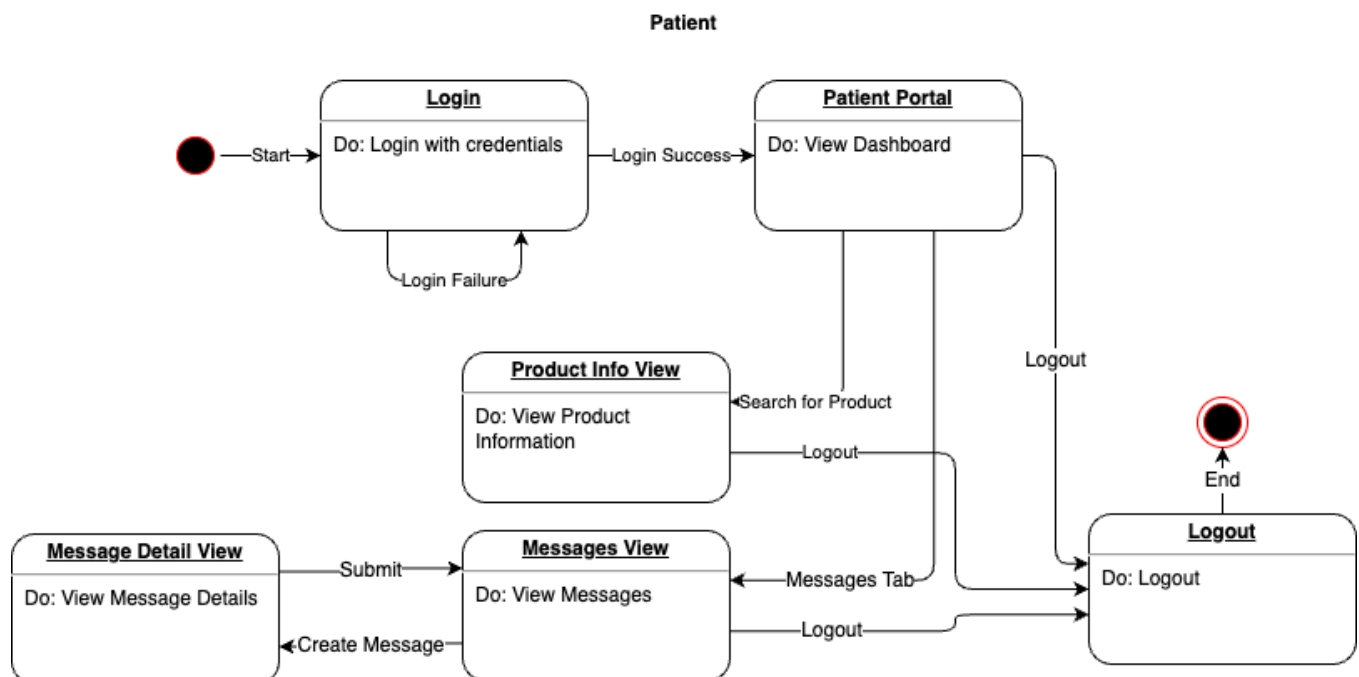 Patient
Login
Do: Login with credentials
Patient Portal
Do: View Dashboard
Start
Login Success
Login Failure
Logout
Product Info View
Do: View Product
Information
Search for Product
Logout
End
Message Detail View
Do: View Message Details
Submit
Create Message
Messages View
Do: View Messages
Messages Tab
Logout
Logout
Do: Logout